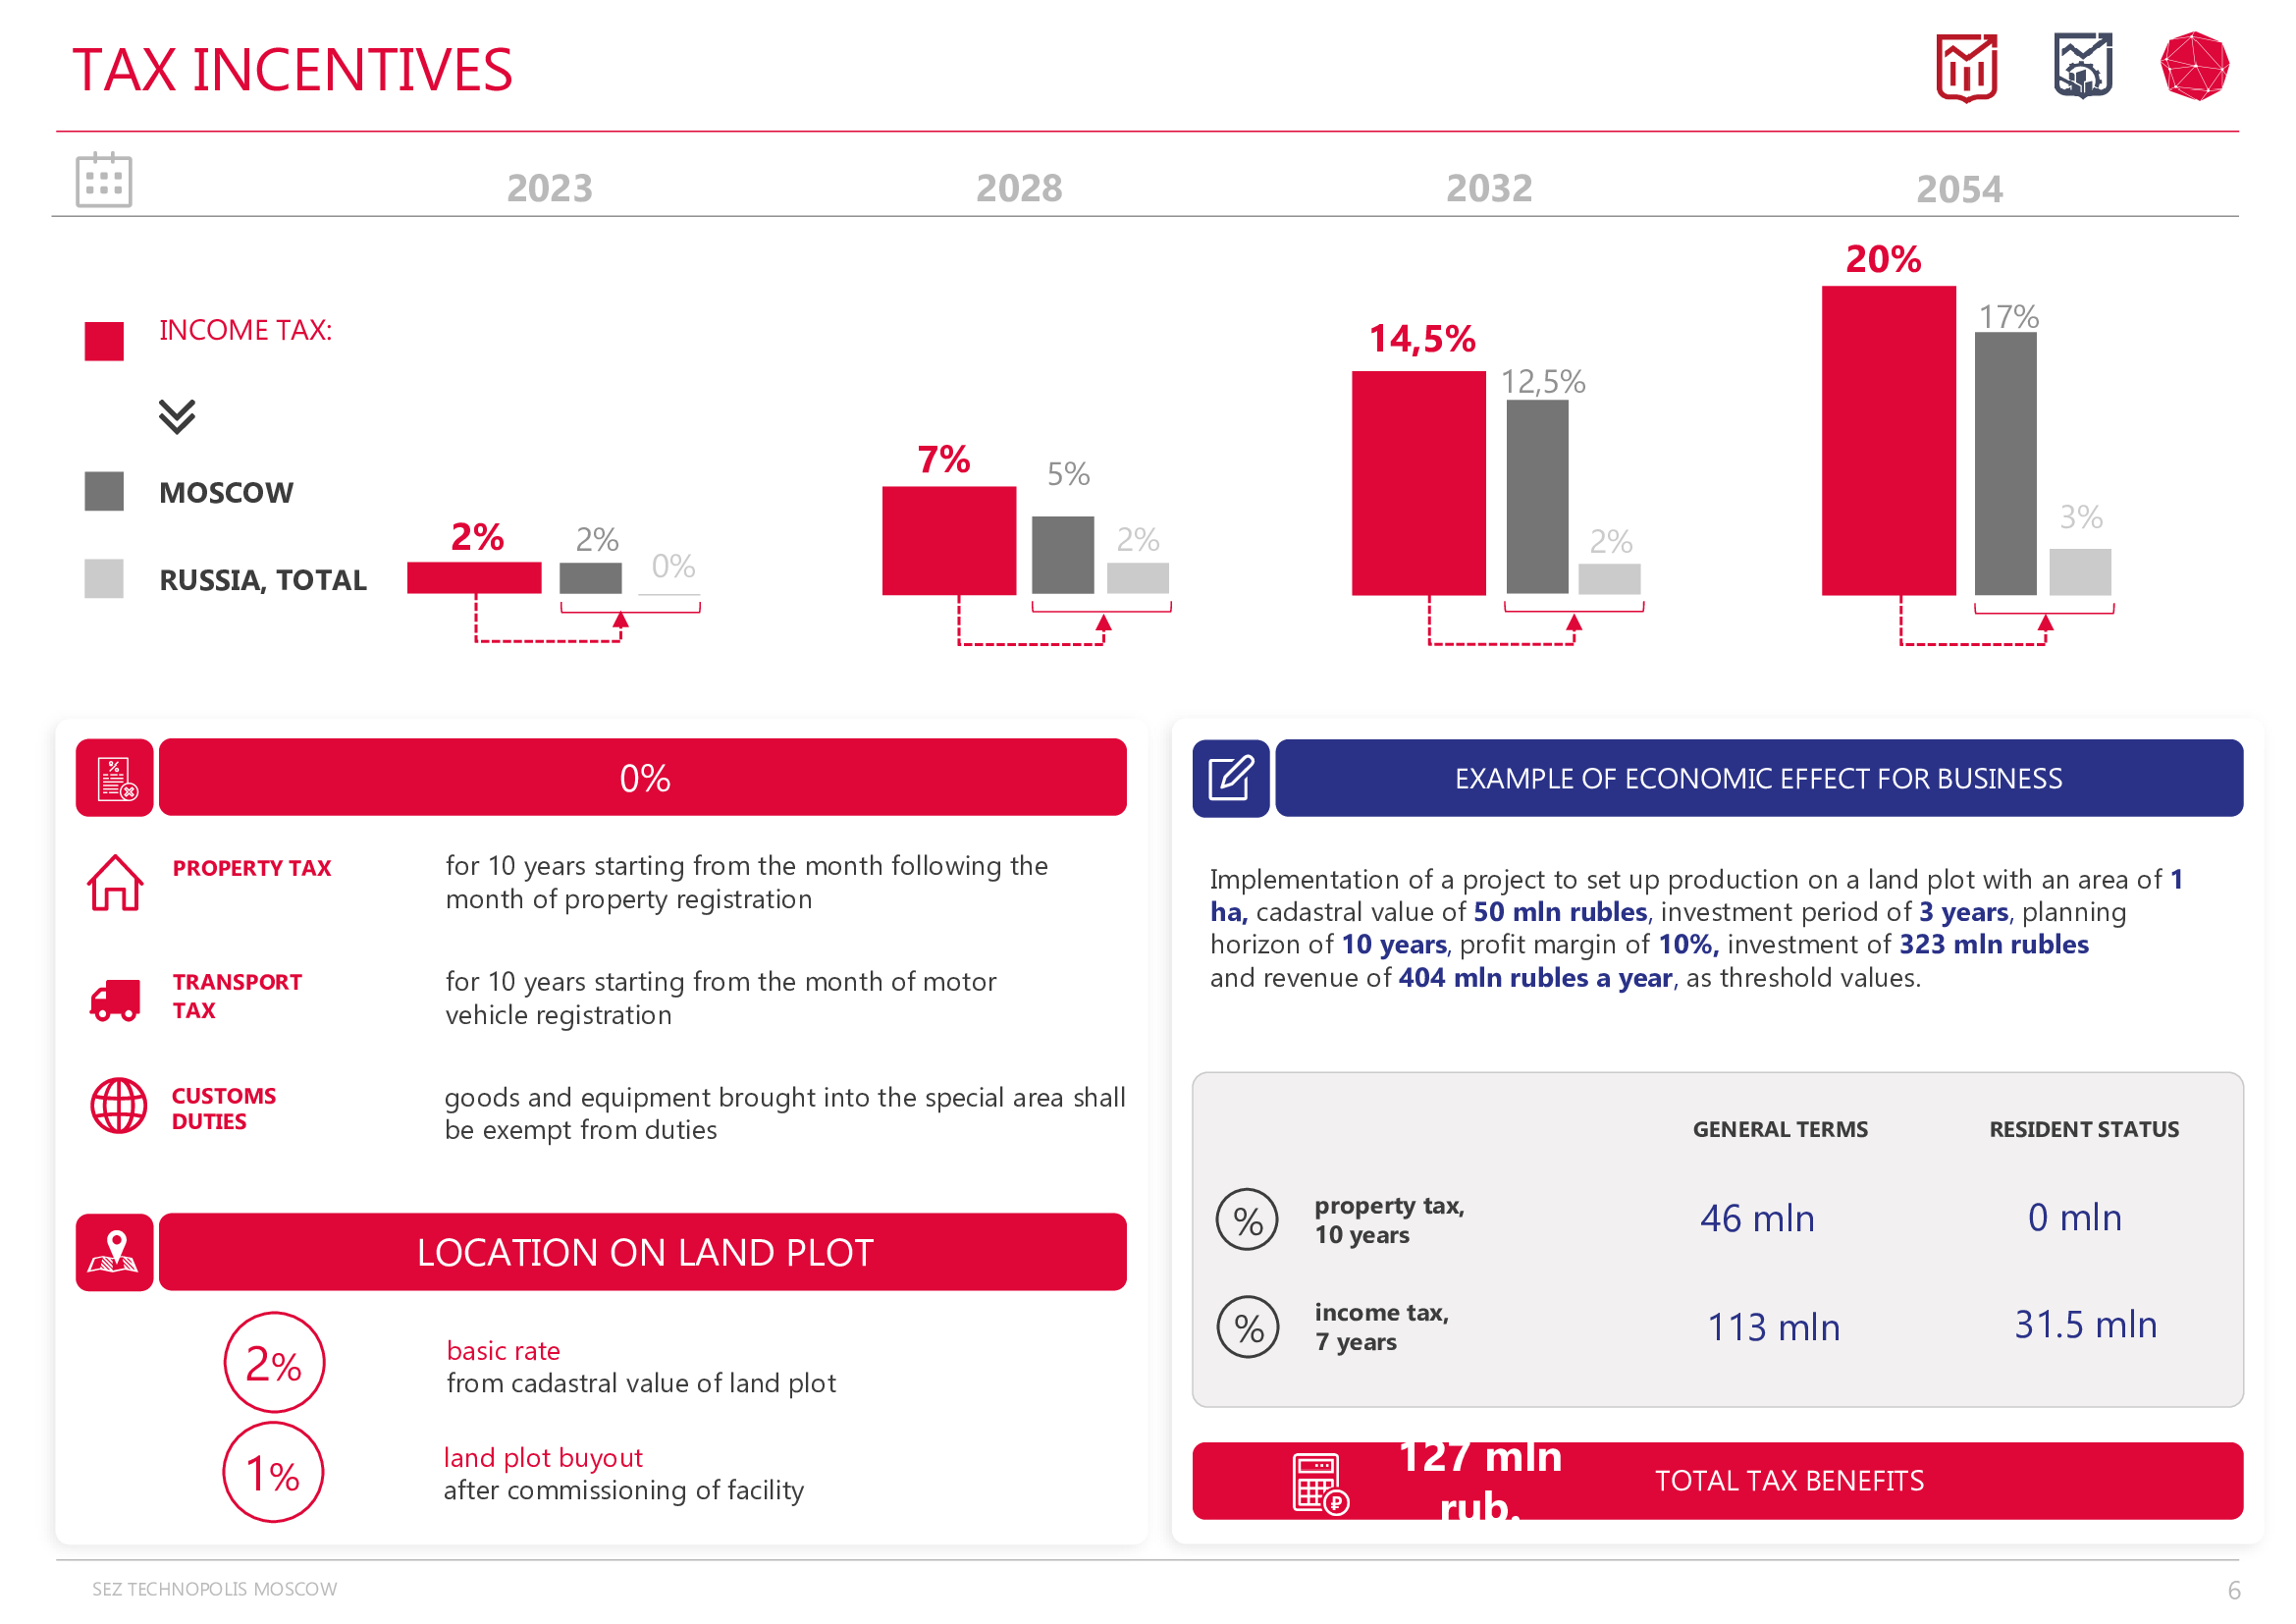 TAX INCENTIVES
2023
2028
2032
2054
INCOME TAX:
MOSCOW
RUSSIA, TOTAL
2%
2%
0%
7%
5%
2%
14,5%
12,5%
2%
20%
17%
3%
0%
PROPERTY TAX
for 10 years starting from the month following the
month of property registration
TRANSPORT
TAX
for 10 years starting from the month of motor
vehicle registration
CUSTOMS
DUTIES
goods and equipment brought into the special area shall
be exempt from duties
LOCATION ON LAND PLOT
2%
basic rate
from cadastral value of land plot
1%
land plot buyout
after commissioning of facility
EXAMPLE OF ECONOMIC EFFECT FOR BUSINESS
Implementation of a project to set up production on a land plot with an area of 1
ha, cadastral value of 50 mln rubles, investment period of 3 years, planning
horizon of 10 years, profit margin of 10%, investment of 323 mln rubles
and revenue of 404 mln rubles a year, as threshold values.
GENERAL TERMS
RESIDENT STATUS
%
property tax,
10 years
46 mln
0 mln
%
income tax,
7 years
113 mln
31.5 mln
127 mln
rub.
TOTAL TAX BENEFITS
SEZ TECHNOPOLIS MOSCOW
6